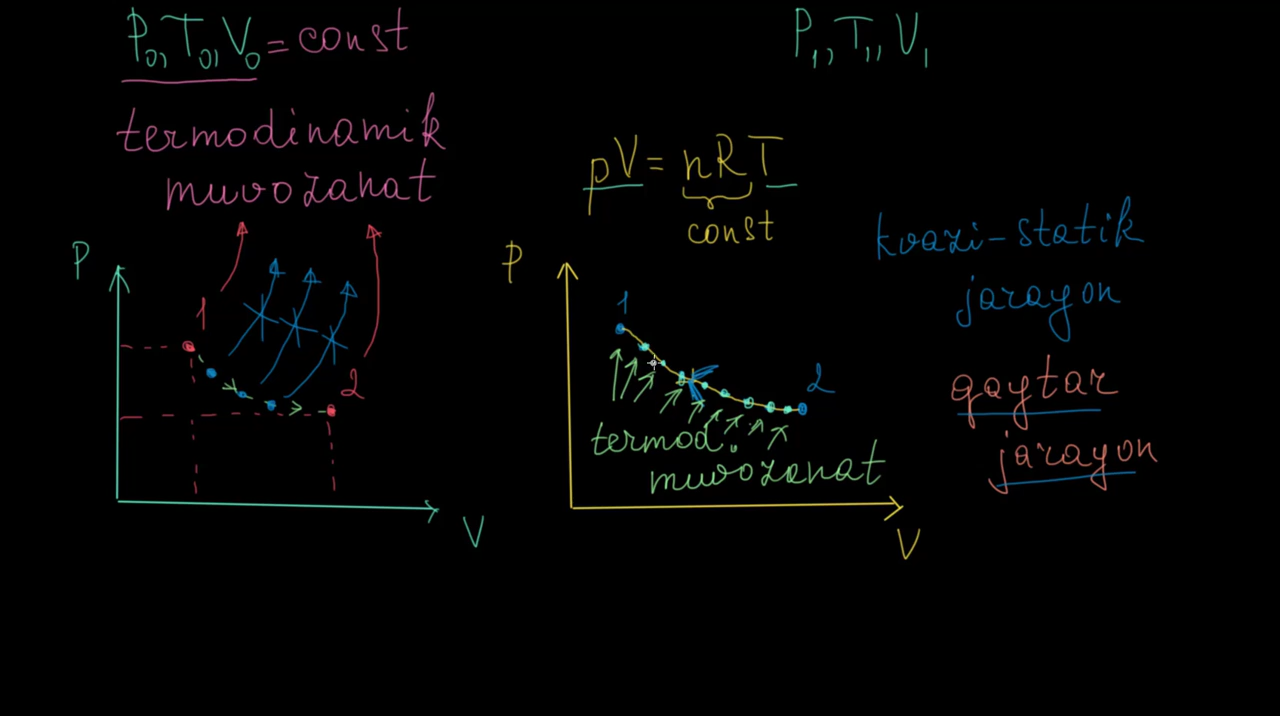 P₀, T₀, V₀ = const
P₁, T₁, V₁
termodinamik
muvozanat
pV = nRT
const
kvazi-statik
jarayon
P
1
2
V
P
1
2
termod.
muvozanat
V
qaytar
jarayon